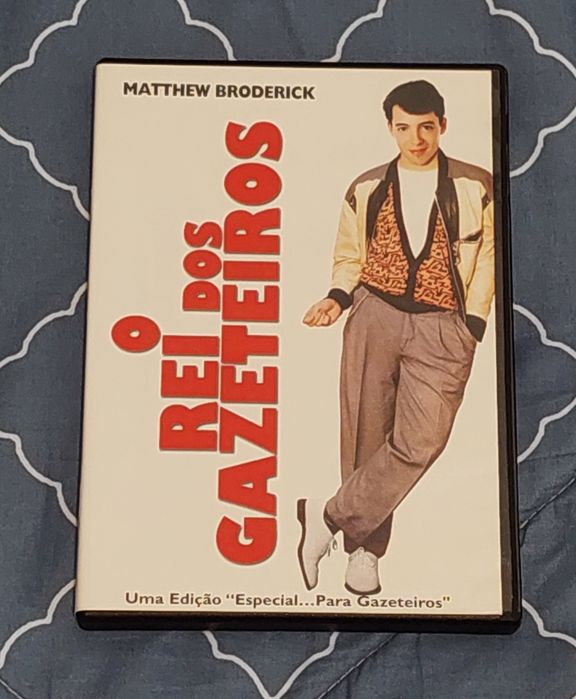 MATTHEW BRODERICK
O
REI DOS
GAZETEIROS
Uma Edição "Especial...Para Gazeteiros"